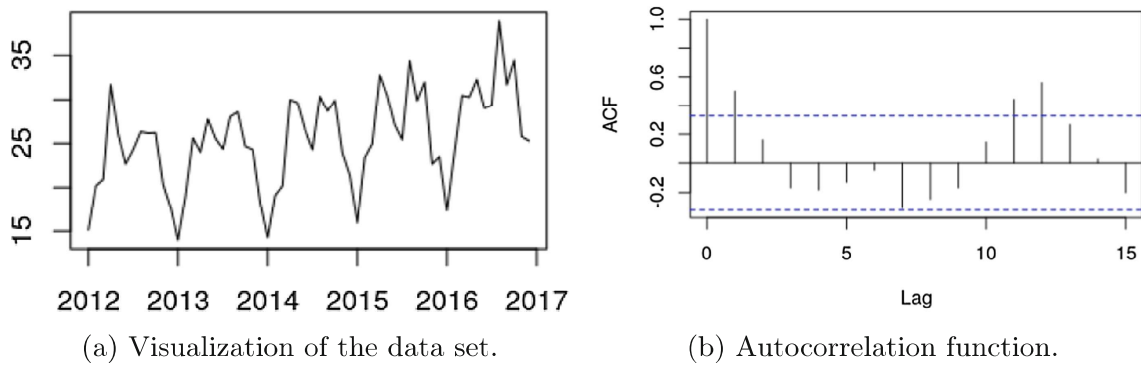 35
25
15
2012 2013 2014 2015 2016 2017
(a) Visualization of the data set.
1.0
0.6
0.2
-0.2
ACF
0 5 10 15
Lag
(b) Autocorrelation function.